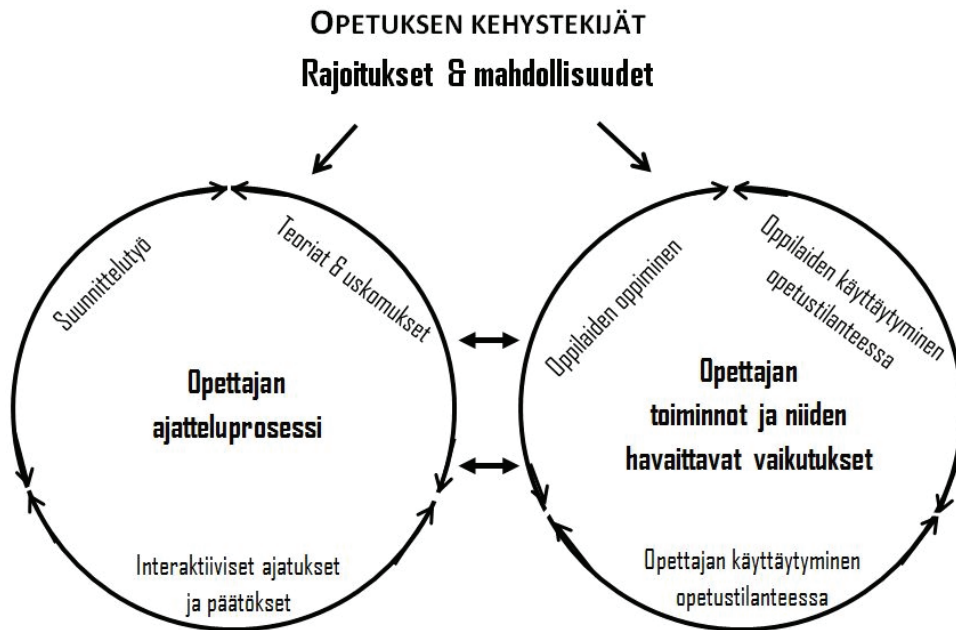 OPETUKSEN KEHYSTEKIJÄT
Rajoitukset & mahdollisuudet
Suunnittelutyö
Teoriat & uskomukset
Opettajan
ajatteluprosessi
Interaktiiviset ajatukset
ja päätökset
Oppilaiden oppiminen
Oppilaiden käyttäytyminen
opetustilanteessa
Opettajan
toiminnot ja niiden
havaittavat vaikutukset
Opettajan käyttäytyminen
opetustilanteessa